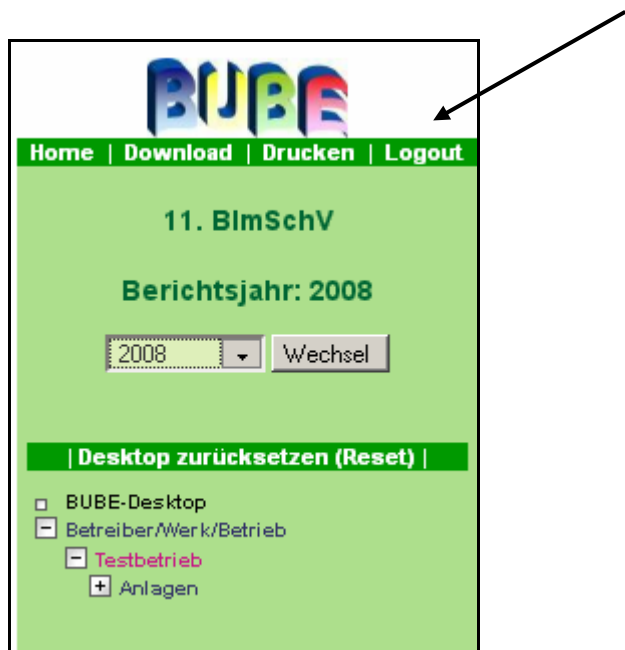 BUBE
Home | Download | Drucken | Logout
11. BImSchV
Berichtsjahr: 2008
2008 Wechsel
| Desktop zurücksetzen (Reset) |
BUBE-Desktop
Betreiber/Werk/Betrieb
Testbetrieb
Anlagen